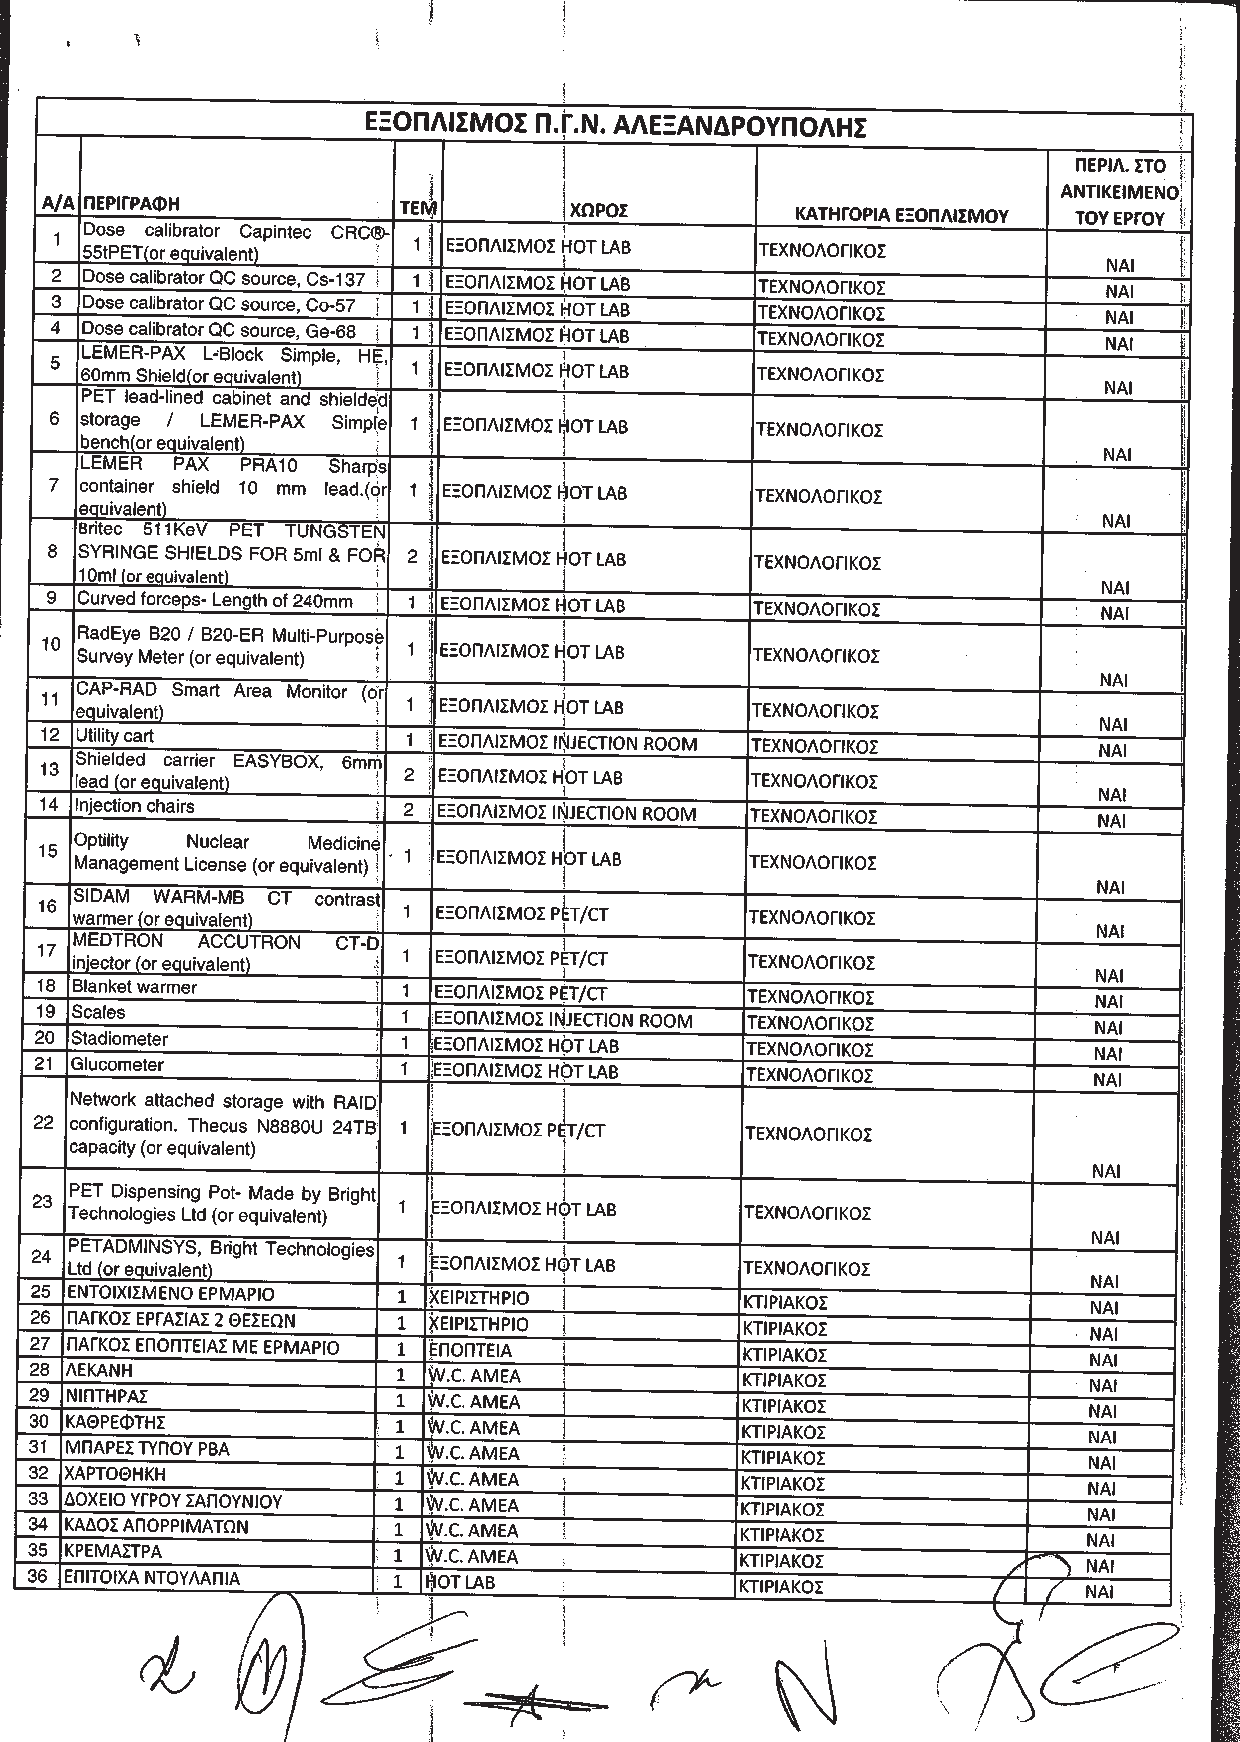 ΕΞΟΠΛΙΣΜΟΣ Π.Γ.Ν. ΑΛΕΞΑΝΔΡΟΥΠΟΛΗΣ
Α/Α ΠΕΡΙΓΡΑΦΗ ΤΕΜ ΧΩΡΟΣ ΚΑΤΗΓΟΡΙΑ ΕΞΟΠΛΙΣΜΟΥ ΠΕΡΙΛ. ΣΤΟ
ΑΝΤΙΚΕΙΜΕΝΟ
ΤΟΥ ΕΡΓΟΥ
1 Dose calibrator Capintec CRC®-
55tPET(or equivalent) 1 ΕΞΟΠΛΙΣΜΟΣ HOT LAB ΤΕΧΝΟΛΟΓΙΚΟΣ ΝΑΙ
2 Dose calibrator QC source, Cs-137 1 ΕΞΟΠΛΙΣΜΟΣ HOT LAB ΤΕΧΝΟΛΟΓΙΚΟΣ ΝΑΙ
3 Dose calibrator QC source, Co-57 1 ΕΞΟΠΛΙΣΜΟΣ HOT LAB ΤΕΧΝΟΛΟΓΙΚΟΣ ΝΑΙ
4 Dose calibrator QC source, Ge-68 1 ΕΞΟΠΛΙΣΜΟΣ HOT LAB ΤΕΧΝΟΛΟΓΙΚΟΣ ΝΑΙ
5 LEMER-PAX L-Block Simple, HE,
60mm Shield(or equivalent) 1 ΕΞΟΠΛΙΣΜΟΣ HOT LAB ΤΕΧΝΟΛΟΓΙΚΟΣ ΝΑΙ
PET lead-lined cabinet and shielded
6 storage / LEMER-PAX Simple 1 ΕΞΟΠΛΙΣΜΟΣ HOT LAB ΤΕΧΝΟΛΟΓΙΚΟΣ
bench(or equivalent) ΝΑΙ
LEMER PAX PRA10 Sharps
7 container shield 10 mm lead.(or 1 ΕΞΟΠΛΙΣΜΟΣ HOT LAB ΤΕΧΝΟΛΟΓΙΚΟΣ
equivalent) ΝΑΙ
Britec 511KeV PET TUNGSTEN
8 SYRINGE SHIELDS FOR 5ml & FOR 2 ΕΞΟΠΛΙΣΜΟΣ HOT LAB ΤΕΧΝΟΛΟΓΙΚΟΣ
10ml (or equivalent) ΝΑΙ
9 Curved forceps- Length of 240mm 1 ΕΞΟΠΛΙΣΜΟΣ HOT LAB ΤΕΧΝΟΛΟΓΙΚΟΣ ΝΑΙ
10 RadEye B20 / B20-ER Multi-Purpose
Survey Meter (or equivalent) 1 ΕΞΟΠΛΙΣΜΟΣ HOT LAB ΤΕΧΝΟΛΟΓΙΚΟΣ ΝΑΙ
11 CAP-RAD Smart Area Monitor (or
equivalent) 1 ΕΞΟΠΛΙΣΜΟΣ HOT LAB ΤΕΧΝΟΛΟΓΙΚΟΣ ΝΑΙ
12 Utility cart 1 ΕΞΟΠΛΙΣΜΟΣ INJECTION ROOM ΤΕΧΝΟΛΟΓΙΚΟΣ ΝΑΙ
13 Shielded carrier EASYBOX, 6mm
lead (or equivalent) 2 ΕΞΟΠΛΙΣΜΟΣ HOT LAB ΤΕΧΝΟΛΟΓΙΚΟΣ ΝΑΙ
14 Injection chairs 2 ΕΞΟΠΛΙΣΜΟΣ INJECTION ROOM ΤΕΧΝΟΛΟΓΙΚΟΣ ΝΑΙ
15 Optility Nuclear Medicine
Management License (or equivalent) 1 ΕΞΟΠΛΙΣΜΟΣ HOT LAB ΤΕΧΝΟΛΟΓΙΚΟΣ ΝΑΙ
16 SIDAM WARM-MB CT contrast
warmer (or equivalent) 1 ΕΞΟΠΛΙΣΜΟΣ PET/CT ΤΕΧΝΟΛΟΓΙΚΟΣ ΝΑΙ
17 MEDTRON ACCUTRON CT-D
injector (or equivalent) 1 ΕΞΟΠΛΙΣΜΟΣ PET/CT ΤΕΧΝΟΛΟΓΙΚΟΣ ΝΑΙ
18 Blanket warmer 1 ΕΞΟΠΛΙΣΜΟΣ PET/CT ΤΕΧΝΟΛΟΓΙΚΟΣ ΝΑΙ
19 Scales 1 ΕΞΟΠΛΙΣΜΟΣ INJECTION ROOM ΤΕΧΝΟΛΟΓΙΚΟΣ ΝΑΙ
20 Stadiometer 1 ΕΞΟΠΛΙΣΜΟΣ HOT LAB ΤΕΧΝΟΛΟΓΙΚΟΣ ΝΑΙ
21 Glucometer 1 ΕΞΟΠΛΙΣΜΟΣ HOT LAB ΤΕΧΝΟΛΟΓΙΚΟΣ ΝΑΙ
Network attached storage with RAID
22 configuration. Thecus N8880U 24TB 1 ΕΞΟΠΛΙΣΜΟΣ PET/CT ΤΕΧΝΟΛΟΓΙΚΟΣ
capacity (or equivalent) ΝΑΙ
23 PET Dispensing Pot- Made by Bright
Technologies Ltd (or equivalent) 1 ΕΞΟΠΛΙΣΜΟΣ HOT LAB ΤΕΧΝΟΛΟΓΙΚΟΣ ΝΑΙ
24 PETADMINSYS, Bright Technologies
Ltd (or equivalent) 1 ΕΞΟΠΛΙΣΜΟΣ HOT LAB ΤΕΧΝΟΛΟΓΙΚΟΣ ΝΑΙ
25 ΕΝΤΟΙΧΙΣΜΕΝΟ ΕΡΜΑΡΙΟ 1 ΧΕΙΡΙΣΤΗΡΙΟ ΚΤΙΡΙΑΚΟΣ ΝΑΙ
26 ΠΑΓΚΟΣ ΕΡΓΑΣΙΑΣ 2 ΘΕΣΕΩΝ 1 ΧΕΙΡΙΣΤΗΡΙΟ ΚΤΙΡΙΑΚΟΣ ΝΑΙ
27 ΠΑΓΚΟΣ ΕΠΟΠΤΕΙΑΣ ΜΕ ΕΡΜΑΡΙΟ 1 ΕΠΟΠΤΕΙΑ ΚΤΙΡΙΑΚΟΣ ΝΑΙ
28 ΛΕΚΑΝΗ 1 W.C. ΑΜΕΑ ΚΤΙΡΙΑΚΟΣ ΝΑΙ
29 ΝΙΠΤΗΡΑΣ 1 W.C. ΑΜΕΑ ΚΤΙΡΙΑΚΟΣ ΝΑΙ
30 ΚΑΘΡΕΦΤΗΣ 1 W.C. ΑΜΕΑ ΚΤΙΡΙΑΚΟΣ ΝΑΙ
31 ΜΠΑΡΕΣ ΤΥΠΟΥ PBA 1 W.C. ΑΜΕΑ ΚΤΙΡΙΑΚΟΣ ΝΑΙ
32 ΧΑΡΤΟΘΗΚΗ 1 W.C. ΑΜΕΑ ΚΤΙΡΙΑΚΟΣ ΝΑΙ
33 ΔΟΧΕΙΟ ΥΓΡΟΥ ΣΑΠΟΥΝΙΟΥ 1 W.C. ΑΜΕΑ ΚΤΙΡΙΑΚΟΣ ΝΑΙ
34 ΚΑΔΟΣ ΑΠΟΡΡΙΜΑΤΩΝ 1 W.C. ΑΜΕΑ ΚΤΙΡΙΑΚΟΣ ΝΑΙ
35 ΚΡΕΜΑΣΤΡΑ 1 W.C. ΑΜΕΑ ΚΤΙΡΙΑΚΟΣ ΝΑΙ
36 ΕΠΙΤΟΙΧΑ ΝΤΟΥΛΑΠΙΑ 1 HOT LAB ΚΤΙΡΙΑΚΟΣ ΝΑΙ